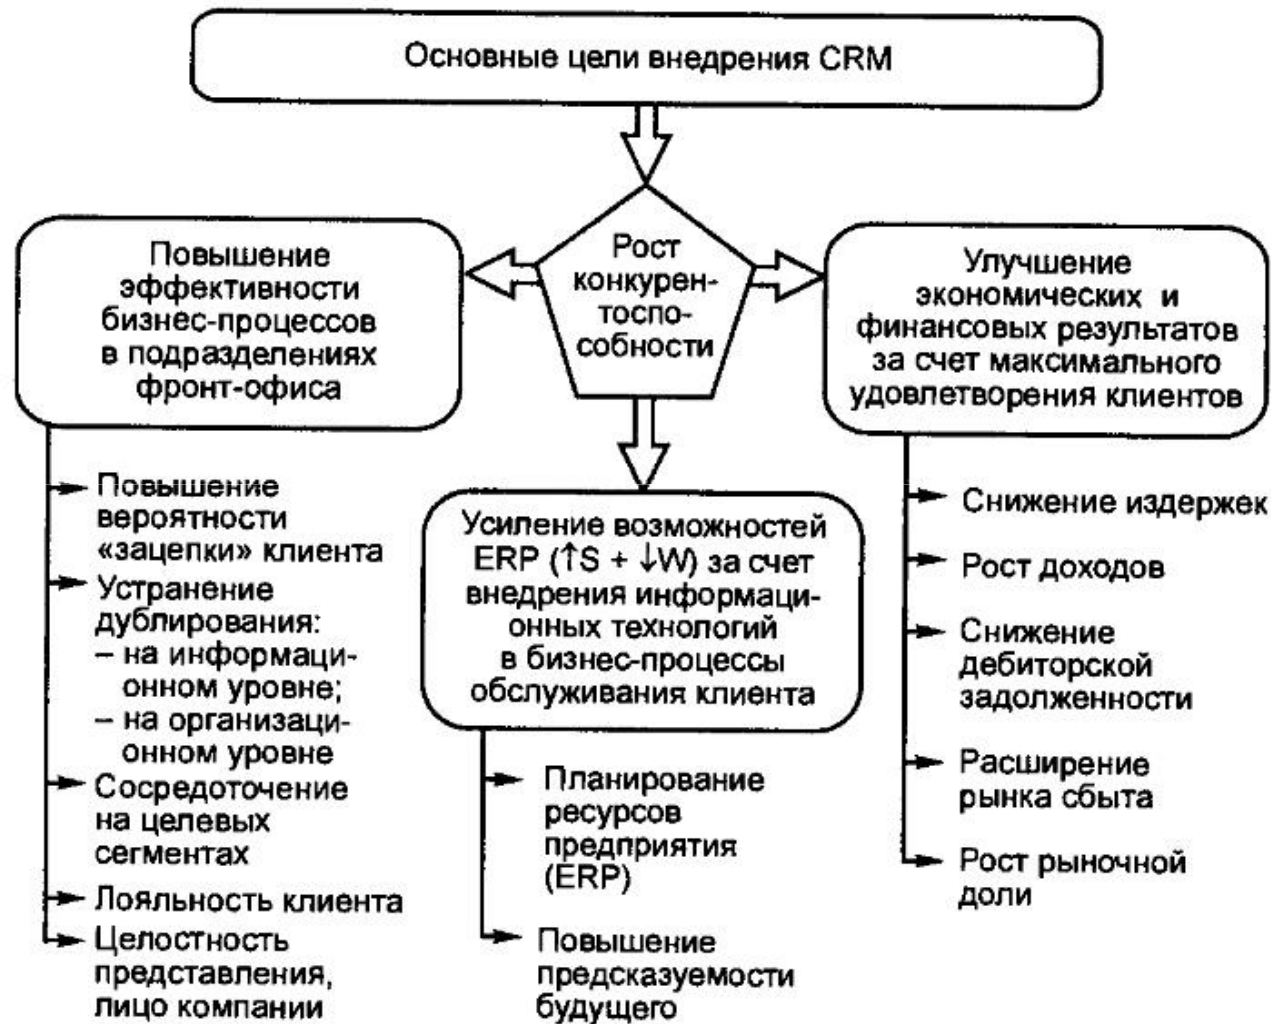 Основные цели внедрения CRM
Рост
конкурен-
тоспо-
собности
Повышение
эффективности
бизнес-процессов
в подразделениях
фронт-офиса
Повышение
вероятности
«зацепки» клиента
Устранение
дублирования:
– на информаци-
онном уровне;
– на организаци-
онном уровне
Сосредоточение
на целевых
сегментах
Лояльность клиента
Целостность
представления,
лицо компании
Усиление возможностей
ERP (↑S + ↓W) за счет
внедрения информаци-
онных технологий
в бизнес-процессы
обслуживания клиента
Планирование
ресурсов
предприятия
(ERP)
Повышение
предсказуемости
будущего
Улучшение
экономических и
финансовых результатов
за счет максимального
удовлетворения клиентов
Снижение издержек
Рост доходов
Снижение
дебиторской
задолженности
Расширение
рынка сбыта
Рост рыночной
доли